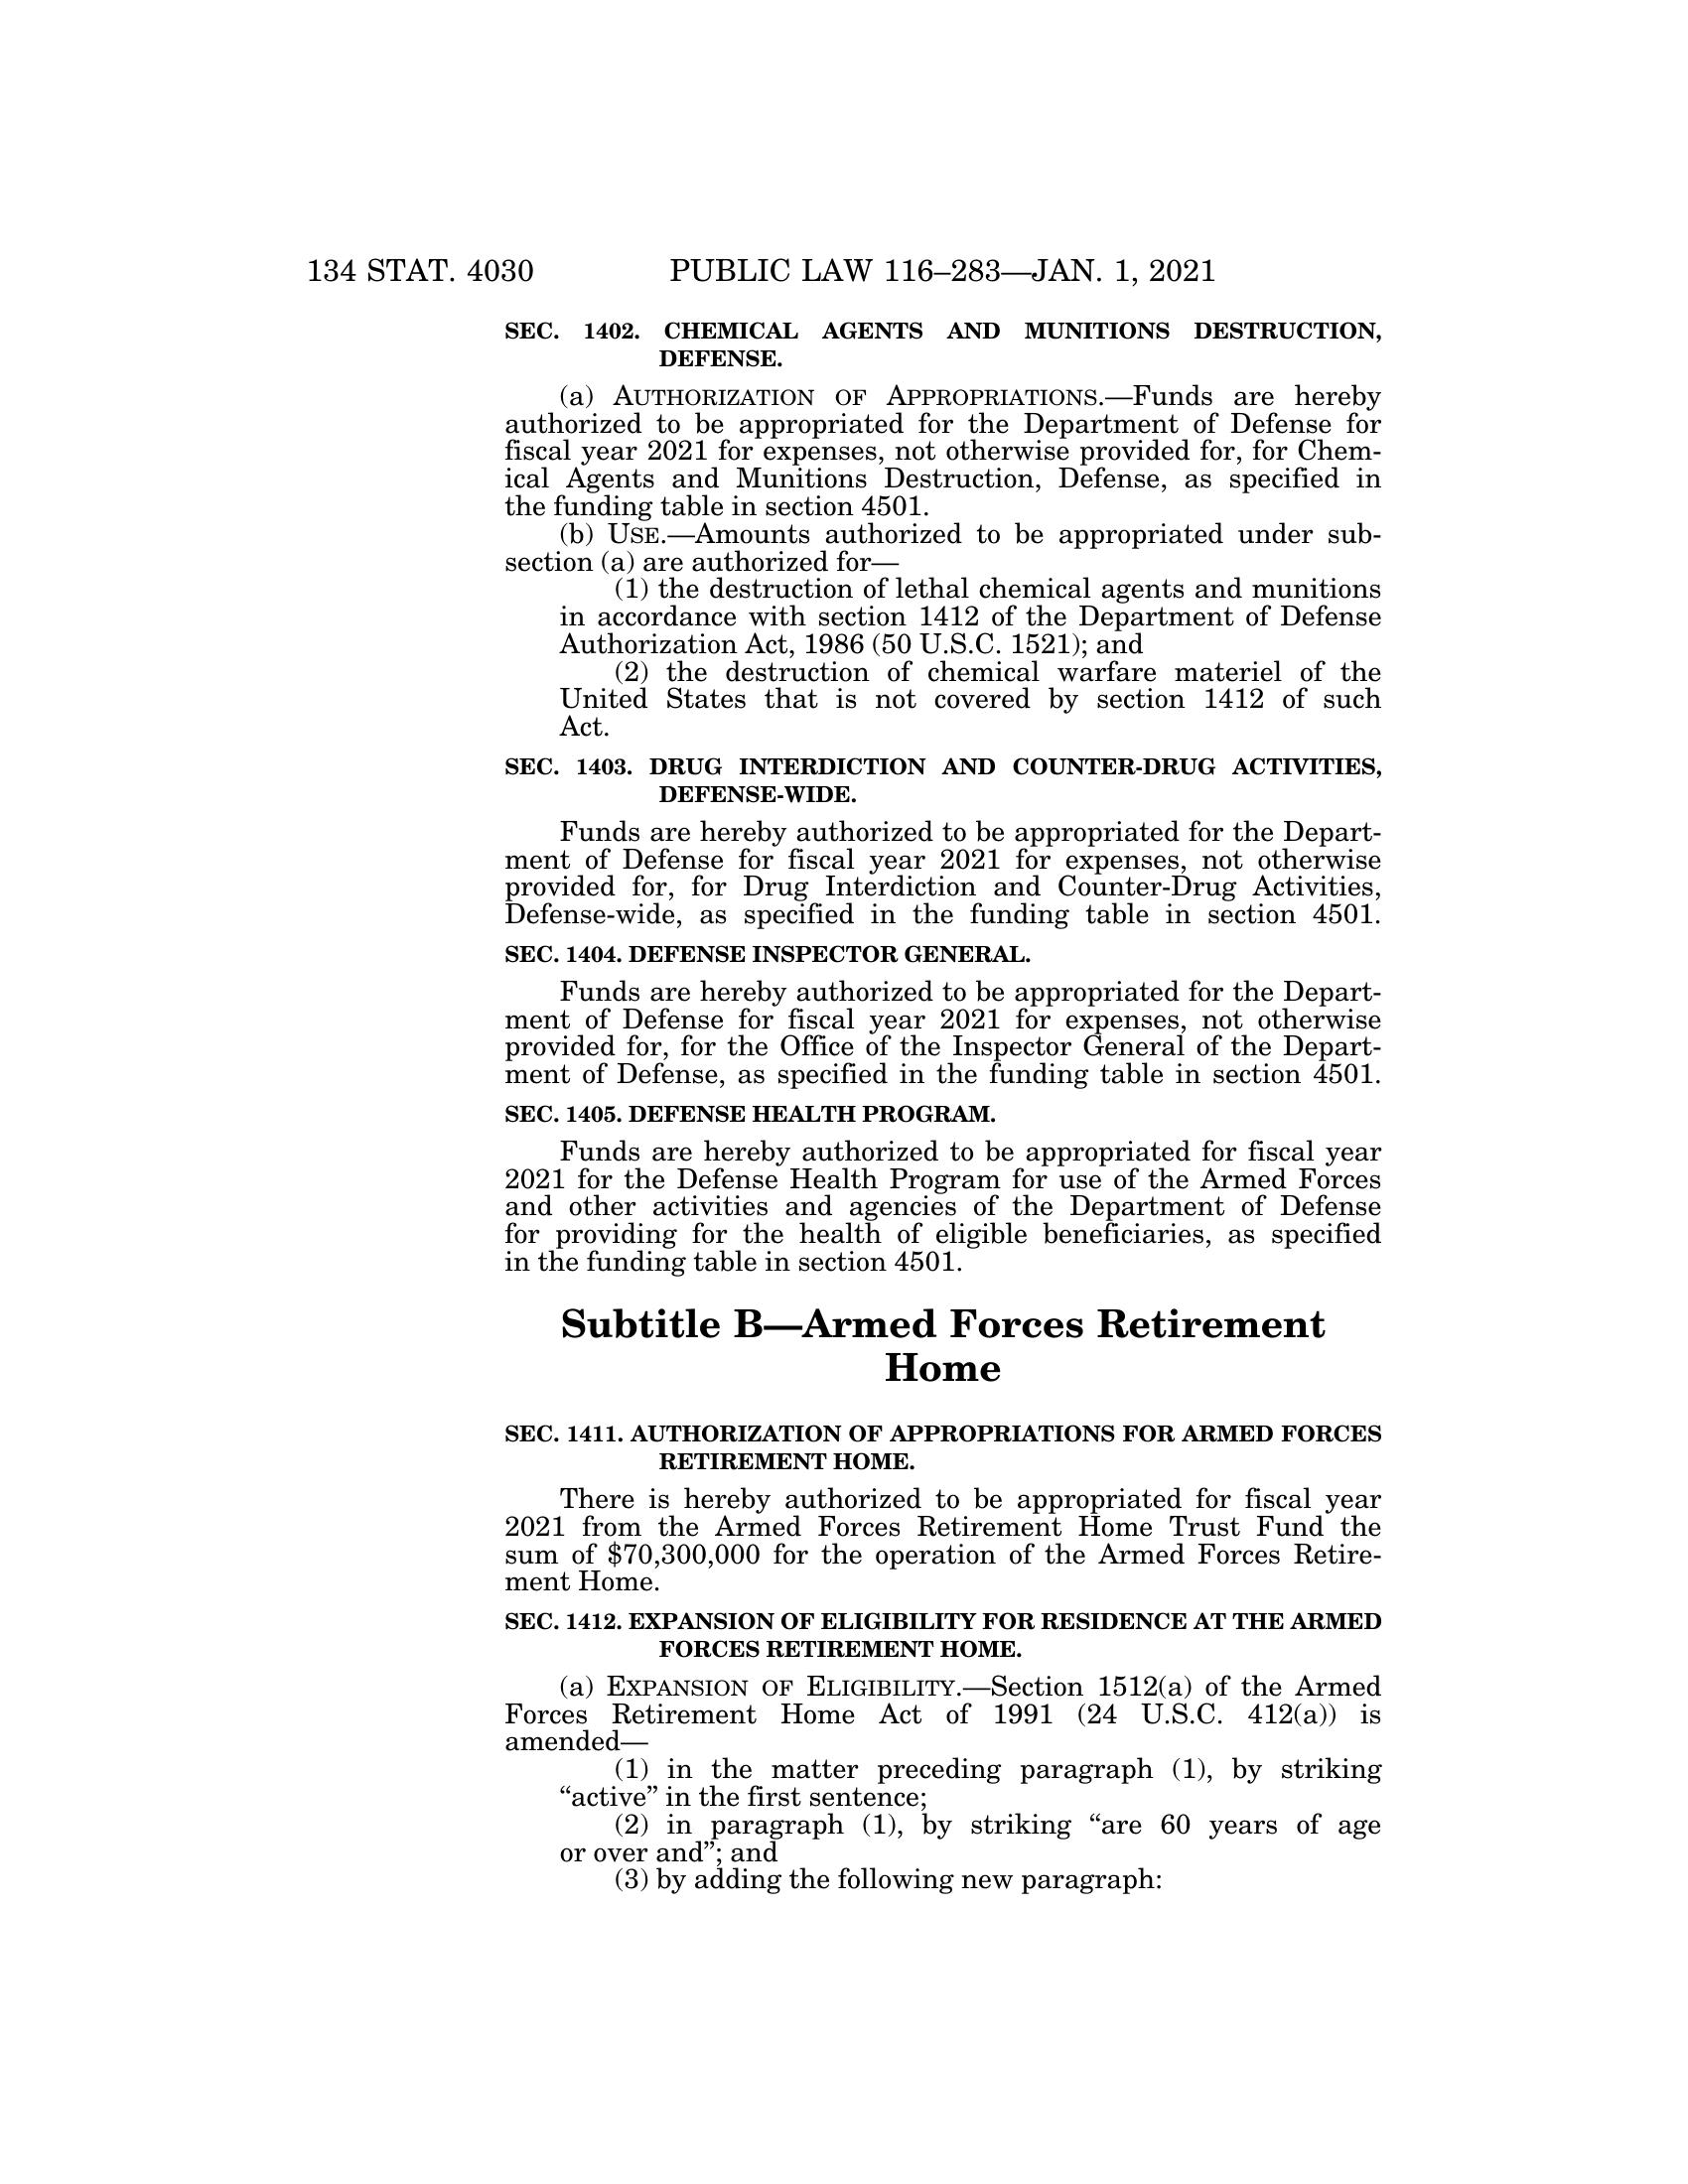 134 STAT. 4030 PUBLIC LAW 116–283—JAN. 1, 2021
SEC. 1402. CHEMICAL AGENTS AND MUNITIONS DESTRUCTION,
DEFENSE.
(a) AUTHORIZATION OF APPROPRIATIONS.—Funds are hereby
authorized to be appropriated for the Department of Defense for
fiscal year 2021 for expenses, not otherwise provided for, for Chem-
ical Agents and Munitions Destruction, Defense, as specified in
the funding table in section 4501.
(b) USE.—Amounts authorized to be appropriated under sub-
section (a) are authorized for—
(1) the destruction of lethal chemical agents and munitions
in accordance with section 1412 of the Department of Defense
Authorization Act, 1986 (50 U.S.C. 1521); and
(2) the destruction of chemical warfare materiel of the
United States that is not covered by section 1412 of such
Act.
SEC. 1403. DRUG INTERDICTION AND COUNTER-DRUG ACTIVITIES,
DEFENSE-WIDE.
Funds are hereby authorized to be appropriated for the Depart-
ment of Defense for fiscal year 2021 for expenses, not otherwise
provided for, for Drug Interdiction and Counter-Drug Activities,
Defense-wide, as specified in the funding table in section 4501.
SEC. 1404. DEFENSE INSPECTOR GENERAL.
Funds are hereby authorized to be appropriated for the Depart-
ment of Defense for fiscal year 2021 for expenses, not otherwise
provided for, for the Office of the Inspector General of the Depart-
ment of Defense, as specified in the funding table in section 4501.
SEC. 1405. DEFENSE HEALTH PROGRAM.
Funds are hereby authorized to be appropriated for fiscal year
2021 for the Defense Health Program for use of the Armed Forces
and other activities and agencies of the Department of Defense
for providing for the health of eligible beneficiaries, as specified
in the funding table in section 4501.
Subtitle B—Armed Forces Retirement
Home
SEC. 1411. AUTHORIZATION OF APPROPRIATIONS FOR ARMED FORCES
RETIREMENT HOME.
There is hereby authorized to be appropriated for fiscal year
2021 from the Armed Forces Retirement Home Trust Fund the
sum of $70,300,000 for the operation of the Armed Forces Retire-
ment Home.
SEC. 1412. EXPANSION OF ELIGIBILITY FOR RESIDENCE AT THE ARMED
FORCES RETIREMENT HOME.
(a) EXPANSION OF ELIGIBILITY.—Section 1512(a) of the Armed
Forces Retirement Home Act of 1991 (24 U.S.C. 412(a)) is
amended—
(1) in the matter preceding paragraph (1), by striking
“active” in the first sentence;
(2) in paragraph (1), by striking “are 60 years of age
or over and”; and
(3) by adding the following new paragraph: